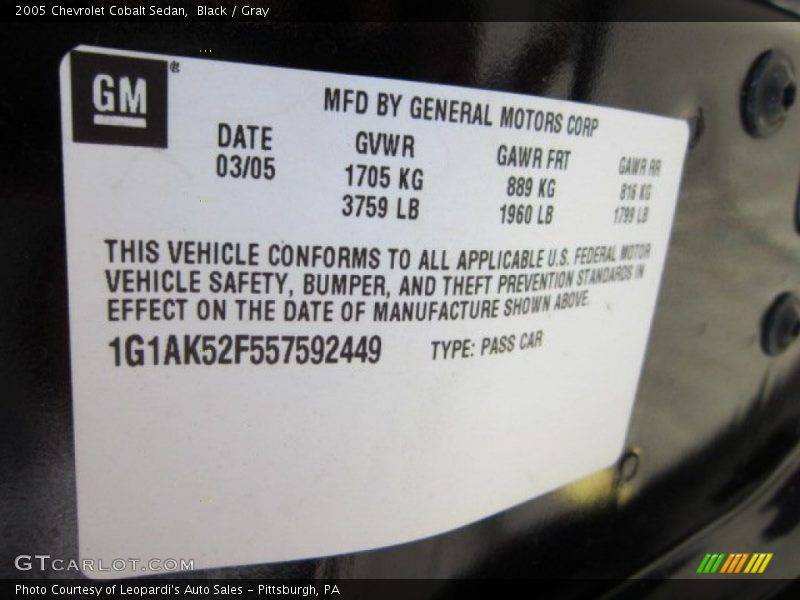 2005 Chevrolet Cobalt Sedan, Black / Gray
GM®
MFD BY GENERAL MOTORS CORP
DATE GVWR GAWR FRT GAWR RR
03/05 1705 KG 889 KG 816 KG
3759 LB 1960 LB 1799 LB
THIS VEHICLE CONFORMS TO ALL APPLICABLE U.S. FEDERAL MOTOR
VEHICLE SAFETY, BUMPER, AND THEFT PREVENTION STANDARDS IN
EFFECT ON THE DATE OF MANUFACTURE SHOWN ABOVE.
1G1AK52F557592449 TYPE: PASS CAR
GTCARLOT.COM
Photo Courtesy of Leopardi's Auto Sales - Pittsburgh, PA